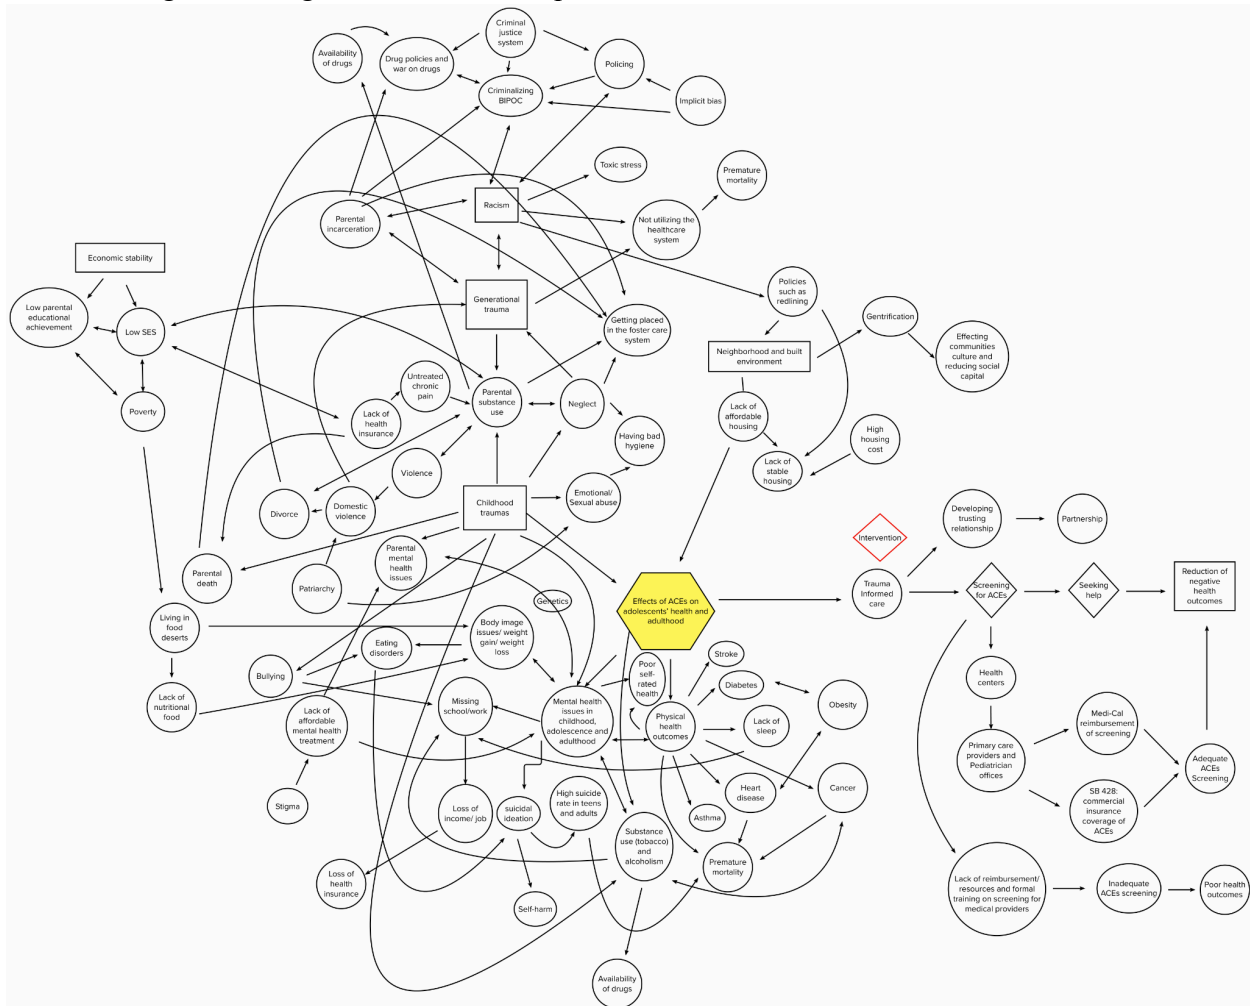 Criminal
justice
system
Availability
of drugs
Drug policies
and war on drugs
Policing
Criminalizing
BIPOC
Implicit bias
Toxic stress
Premature
mortality
Racism
Parental
incarceration
Not utilizing the
healthcare
system
Economic stability
Low parental
educational
achievement
Low SES
Poverty
Generational
trauma
Getting placed
in the foster care
system
Policies
such as
redlining
Gentrification
Effecting
communities
culture and
reducing social
capital
Neighborhood and built
environment
Untreated
chronic
pain
Parental
substance
use
Neglect
Lack of
health
insurance
Lack of
affordable
housing
High
housing
cost
Having bad
hygiene
Lack of
stable
housing
Violence
Divorce
Domestic
violence
Childhood
traumas
Emotional/
Sexual abuse
Developing
trusting
relationship
Partnership
Intervention
Parental
death
Patriarchy
Parental
mental
health
issues
Genetics
Effects of ACEs on
adolescents' health and
adulthood
Trauma
Informed
care
Screening
for ACEs
Seeking
help
Reduction of
negative
health
outcomes
Living in
food
deserts
Body image
issues/ weight
gain/ weight
loss
Eating
disorders
Bullying
Lack of
nutritional
food
Lack of
affordable
mental health
treatment
Missing
school/work
Mental health
issues in
childhood,
adolescence and
adulthood
Poor
self-
rated
health
Stroke
Diabetes
Obesity
Physical
health
outcomes
Lack of
sleep
Health
centers
Primary care
providers and
Pediatrician
offices
Medi-Cal
reimbursement
of screening
Adequate
ACEs
Screening
SB 428:
commercial
insurance
coverage of
ACEs
Stigma
Loss of
income/ job
suicidal
ideation
High suicide
rate in teens
and adults
Heart
disease
Cancer
Asthma
Substance
use (tobacco)
and
alcoholism
Premature
mortality
Loss of
health
insurance
Self-harm
Availability
of drugs
Lack of reimbursement/
resources and formal
training on screening for
medical providers
Inadequate
ACEs screening
Poor health
outcomes